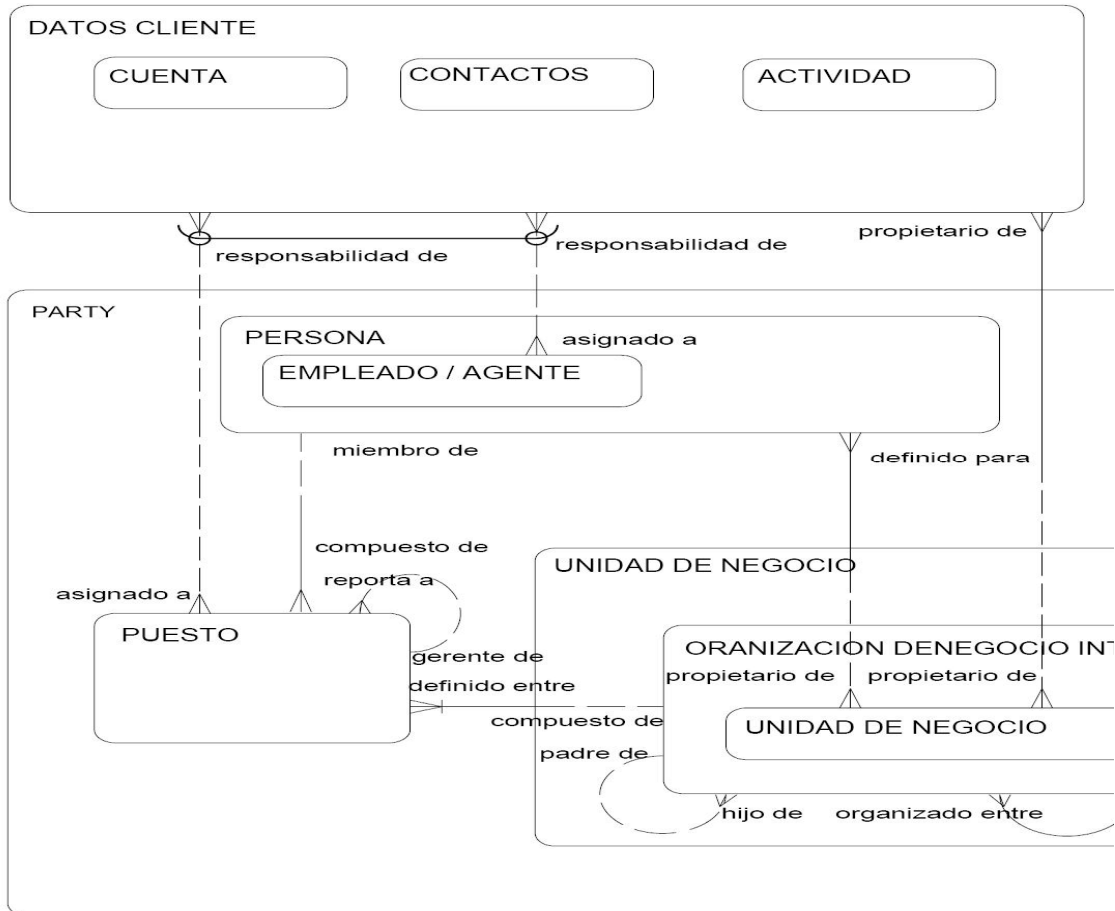 DATOS CLIENTE
CUENTA
CONTACTOS
ACTIVIDAD
responsabilidad de
responsabilidad de
propietario de
PARTY
PERSONA
asignado a
EMPLEADO / AGENTE
miembro de
definido para
compuesto de
reporta a
UNIDAD DE NEGOCIO
asignado a
PUESTO
ORANIZACION DENEGOCIO INT
gerente de
propietario de
propietario de
definido entre
compuesto de
UNIDAD DE NEGOCIO
padre de
hijo de
organizado entre